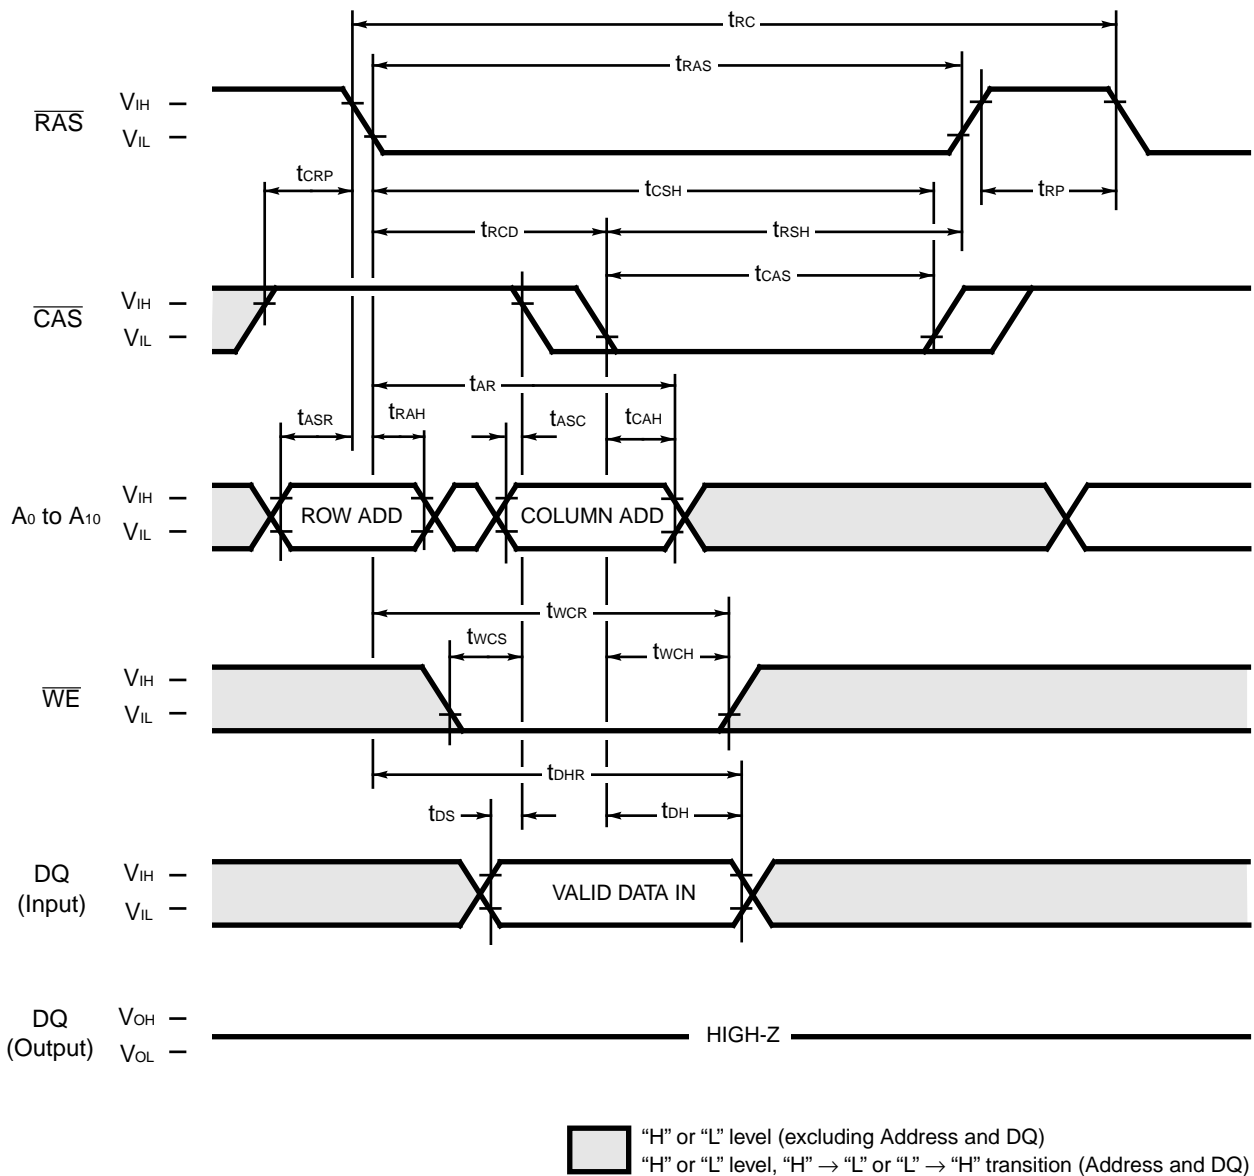 tRC
tRAS
RAS
VIH
VIL
tCRP
tCSH
tRP
tRCD
tRSH
tCAS
CAS
VIH
VIL
tAR
tASR
tRAH
tASC
tCAH
A0 to A10
VIH
VIL
ROW ADD
COLUMN ADD
tWCR
tWCS
tWCH
WE
VIH
VIL
tDHR
tDS
tDH
DQ
(Input)
VIH
VIL
VALID DATA IN
DQ
(Output)
VOH
VOL
HIGH-Z
“H” or “L” level (excluding Address and DQ)
“H” or “L” level, “H” → “L” or “L” → “H” transition (Address and DQ)